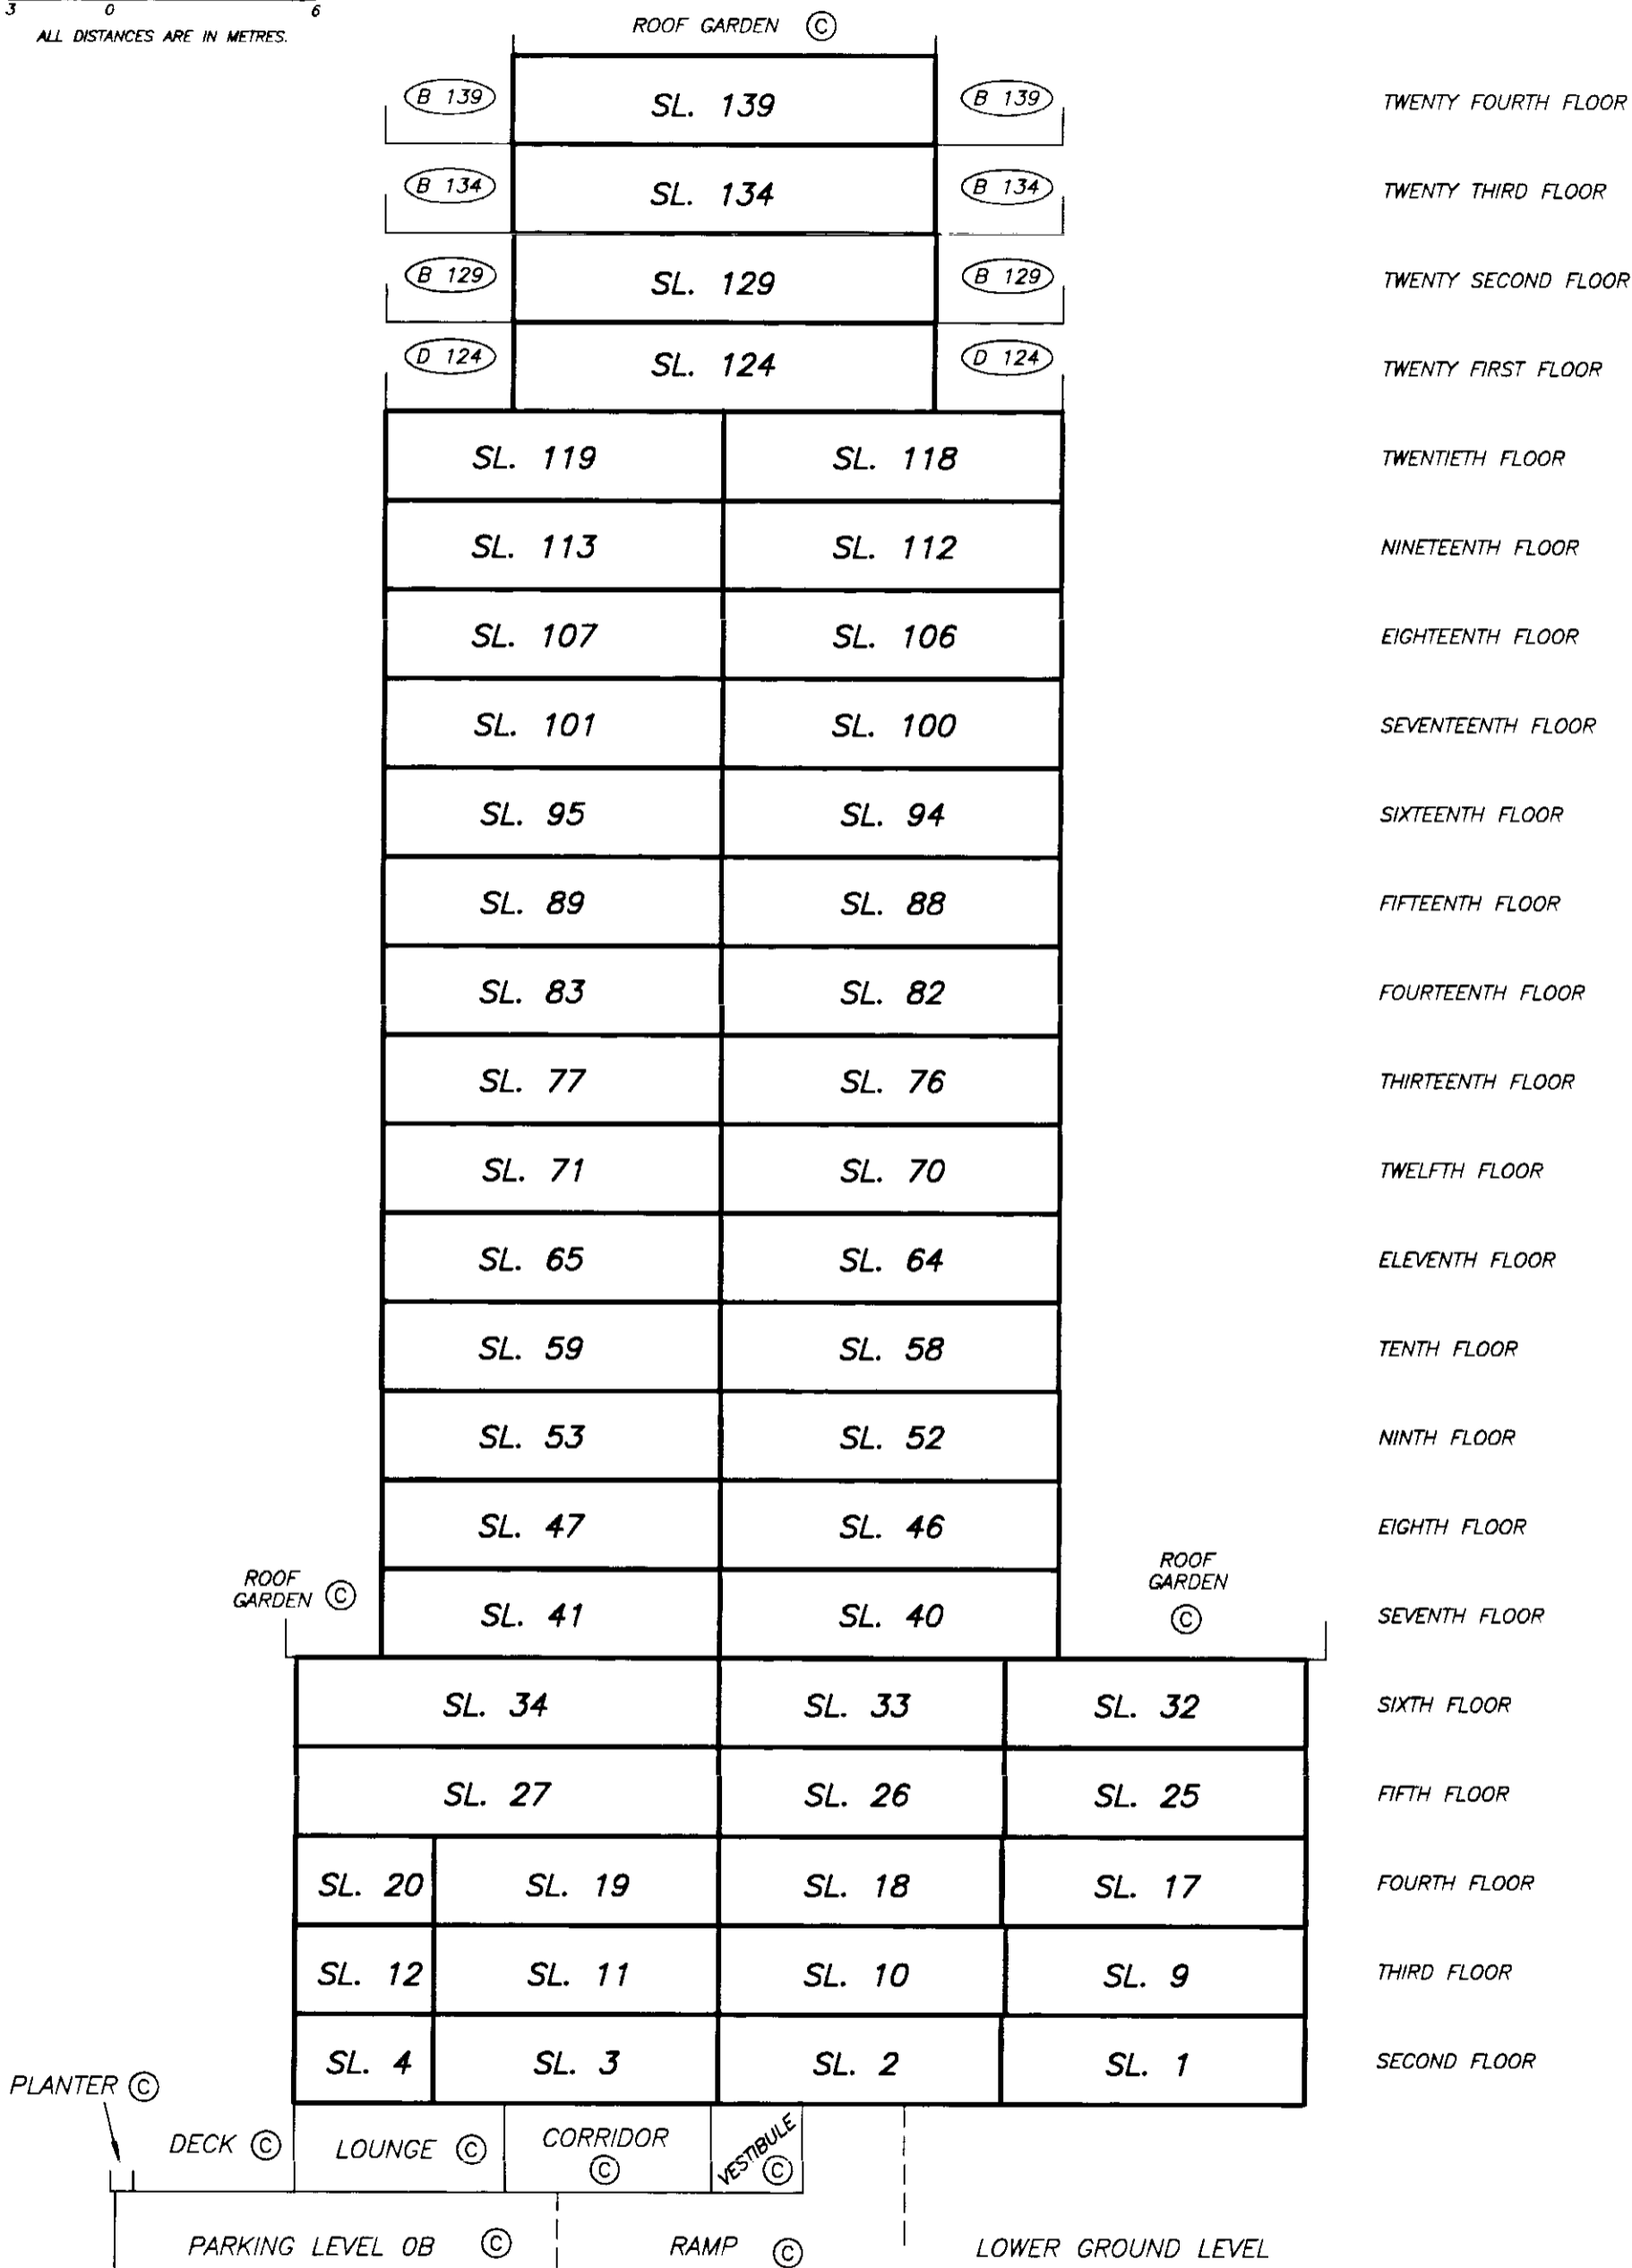 3 0 6
ALL DISTANCES ARE IN METRES.
ROOF GARDEN C
B 139 SL. 139 B 139 TWENTY FOURTH FLOOR
B 134 SL. 134 B 134 TWENTY THIRD FLOOR
B 129 SL. 129 B 129 TWENTY SECOND FLOOR
D 124 SL. 124 D 124 TWENTY FIRST FLOOR
SL. 119 SL. 118 TWENTIETH FLOOR
SL. 113 SL. 112 NINETEENTH FLOOR
SL. 107 SL. 106 EIGHTEENTH FLOOR
SL. 101 SL. 100 SEVENTEENTH FLOOR
SL. 95 SL. 94 SIXTEENTH FLOOR
SL. 89 SL. 88 FIFTEENTH FLOOR
SL. 83 SL. 82 FOURTEENTH FLOOR
SL. 77 SL. 76 THIRTEENTH FLOOR
SL. 71 SL. 70 TWELFTH FLOOR
SL. 65 SL. 64 ELEVENTH FLOOR
SL. 59 SL. 58 TENTH FLOOR
SL. 53 SL. 52 NINTH FLOOR
SL. 47 SL. 46 EIGHTH FLOOR
ROOF
GARDEN C
SL. 41 SL. 40
ROOF
GARDEN
C
SEVENTH FLOOR
SL. 34 SL. 33 SL. 32 SIXTH FLOOR
SL. 27 SL. 26 SL. 25 FIFTH FLOOR
SL. 20 SL. 19 SL. 18 SL. 17 FOURTH FLOOR
SL. 12 SL. 11 SL. 10 SL. 9 THIRD FLOOR
SL. 4 SL. 3 SL. 2 SL. 1 SECOND FLOOR
PLANTER C
DECK C LOUNGE C
CORRIDOR
C
VESTIBULE
C
PARKING LEVEL 0B C RAMP C LOWER GROUND LEVEL